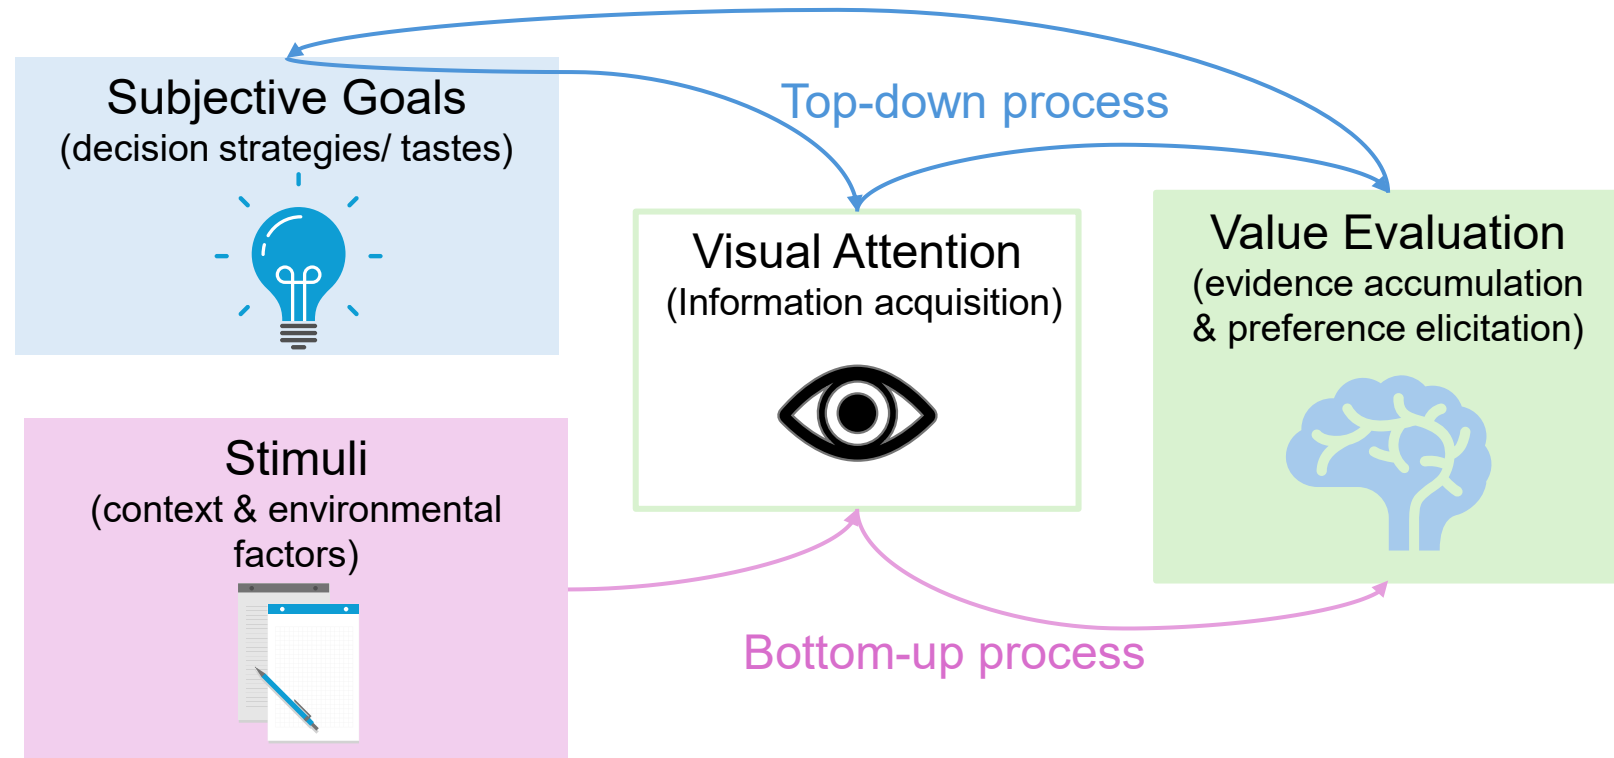 Subjective Goals
(decision strategies/ tastes)
Top-down process
Visual Attention
(Information acquisition)
Value Evaluation
(evidence accumulation
& preference elicitation)
Stimuli
(context & environmental
factors)
Bottom-up process